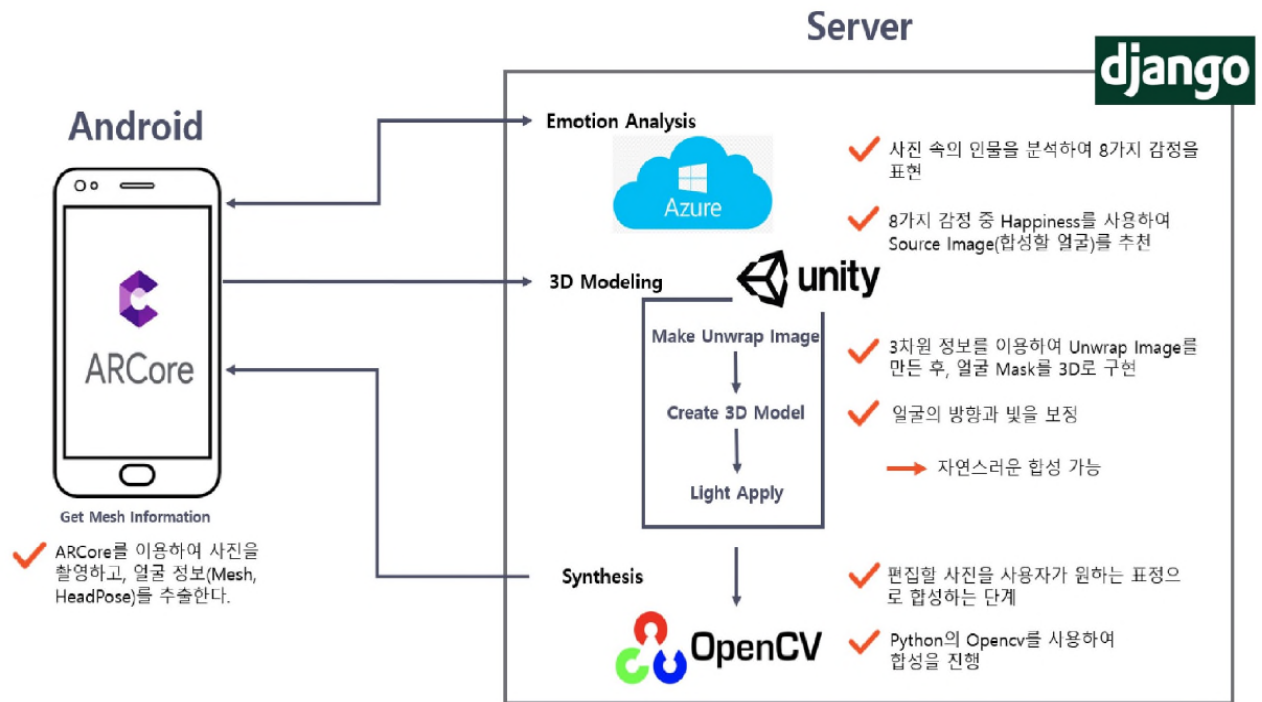 Server
django
Android
ARCore
Get Mesh Information
ARCore를 이용하여 사진을
촬영하고, 얼굴 정보(Mesh,
HeadPose)를 추출한다.
Emotion Analysis
Azure
사진 속의 인물을 분석하여 8가지 감정을
표현
8가지 감정 중 Happiness를 사용하여
Source Image(합성할 얼굴)를 추천
3D Modeling
unity
Make Unwrap Image
Create 3D Model
Light Apply
3차원 정보를 이용하여 Unwrap Image를
만든 후, 얼굴 Mask를 3D로 구현
얼굴의 방향과 빛을 보정
자연스러운 합성 가능
Synthesis
OpenCV
편집할 사진을 사용자가 원하는 표정으
로 합성하는 단계
Python의 Opencv를 사용하여
합성을 진행